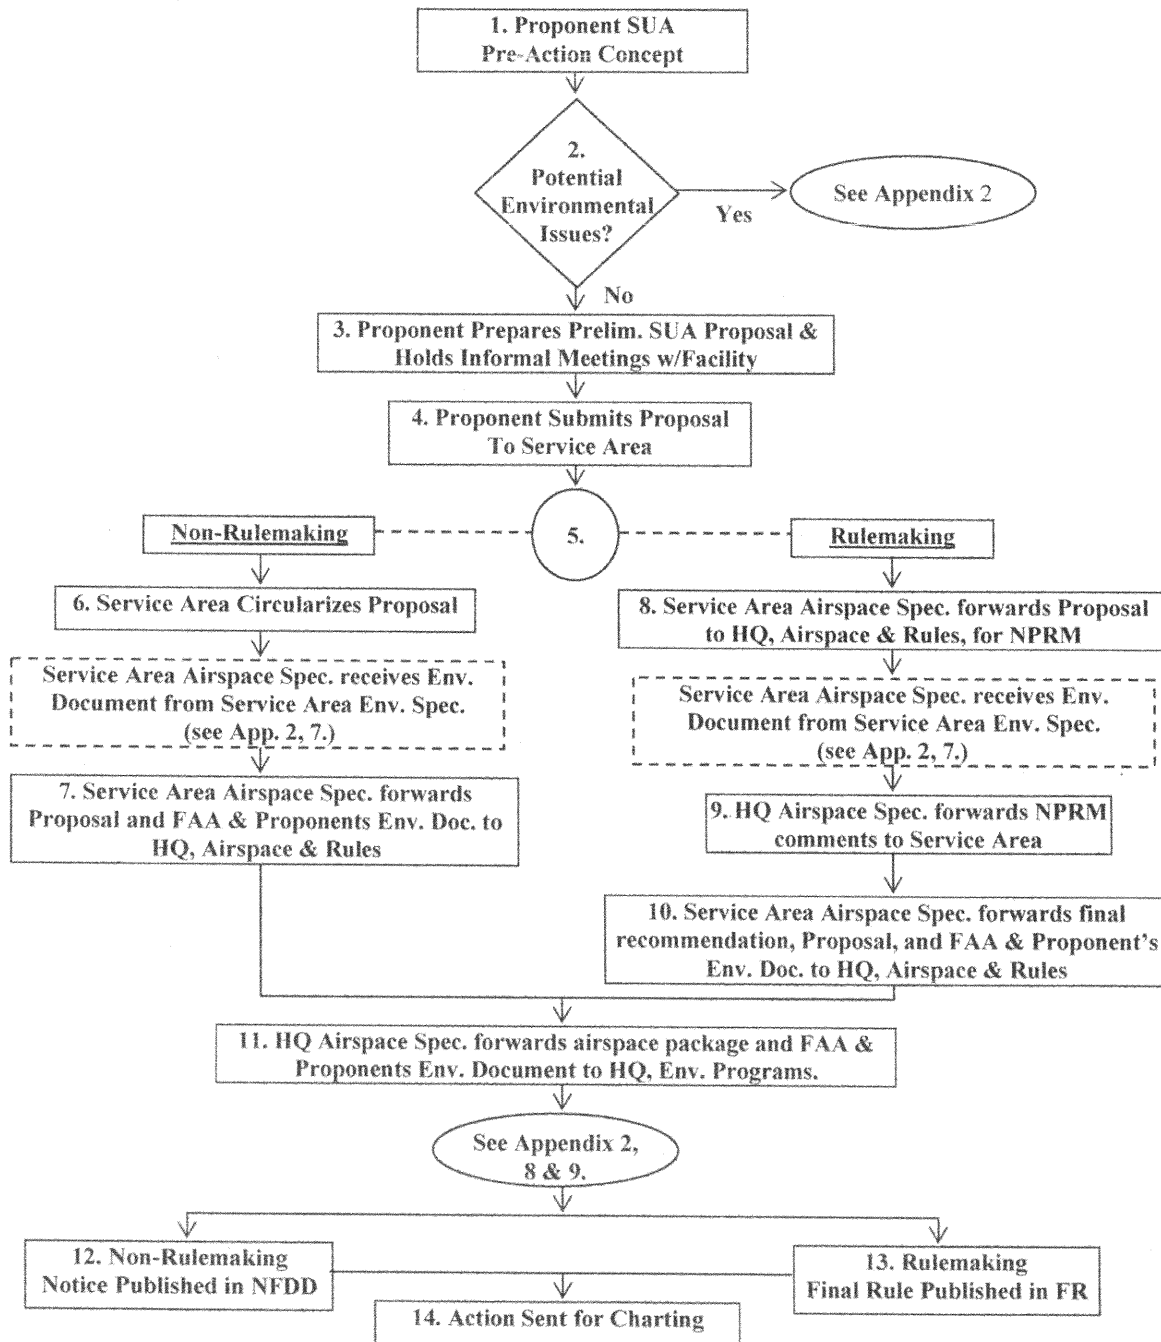 1. Proponent SUA
Pre-Action Concept
2.
Potential
Environmental
Issues?
Yes
See Appendix 2
No
3. Proponent Prepares Prelim. SUA Proposal &
Holds Informal Meetings w/Facility
4. Proponent Submits Proposal
To Service Area
5.
Non-Rulemaking
Rulemaking
6. Service Area Circularizes Proposal
Service Area Airspace Spec. receives Env.
Document from Service Area Env. Spec.
(see App. 2, 7.)
7. Service Area Airspace Spec. forwards
Proposal and FAA & Proponents Env. Doc. to
HQ, Airspace & Rules
8. Service Area Airspace Spec. forwards Proposal
to HQ, Airspace & Rules, for NPRM
Service Area Airspace Spec. receives Env.
Document from Service Area Env. Spec.
(see App. 2, 7.)
9. HQ Airspace Spec. forwards NPRM
comments to Service Area
10. Service Area Airspace Spec. forwards final
recommendation, Proposal, and FAA & Proponent's
Env. Doc. to HQ, Airspace & Rules
11. HQ Airspace Spec. forwards airspace package and FAA &
Proponents Env. Document to HQ, Env. Programs.
See Appendix 2,
8 & 9.
12. Non-Rulemaking
Notice Published in NFDD
13. Rulemaking
Final Rule Published in FR
14. Action Sent for Charting